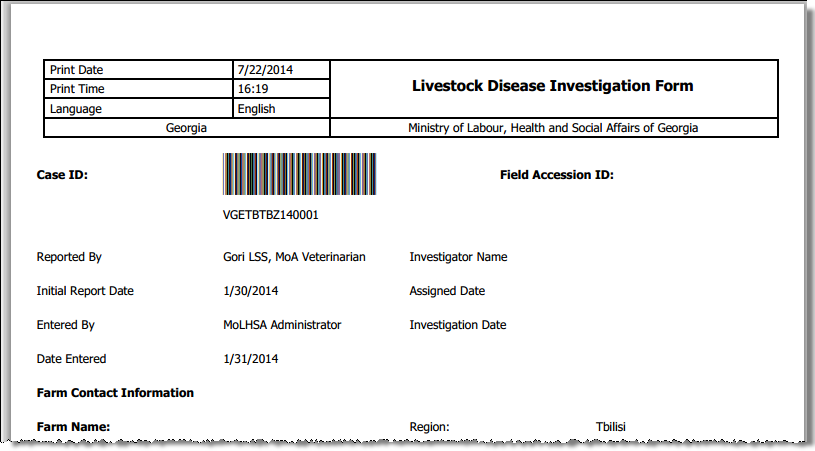 Print Date 7/22/2014
Livestock Disease Investigation Form
Print Time 16:19
Language English
Georgia Ministry of Labour, Health and Social Affairs of Georgia
Case ID: Field Accession ID:
VGETBTBZ140001
Reported By Gori LSS, MoA Veterinarian Investigator Name
Initial Report Date 1/30/2014 Assigned Date
Entered By MoLHSA Administrator Investigation Date
Date Entered 1/31/2014
Farm Contact Information
Farm Name: Region: Tbilisi